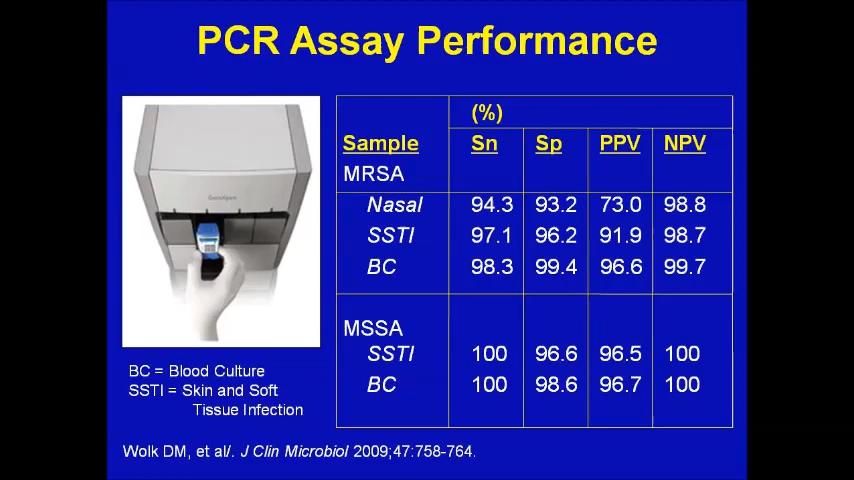 PCR Assay Performance
(%)
Sample Sn Sp PPV NPV
MRSA
Nasal 94.3 93.2 73.0 98.8
SSTI 97.1 96.2 91.9 98.7
BC 98.3 99.4 96.6 99.7
MSSA
SSTI 100 96.6 96.5 100
BC 100 98.6 96.7 100
BC = Blood Culture
SSTI = Skin and Soft
Tissue Infection
Wolk DM, et al/. J Clin Microbiol 2009;47:758-764.